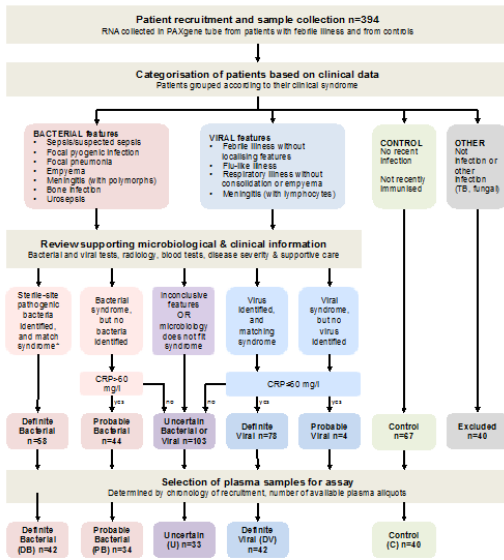 Patient recruitment and sample collection n=394
RNA collected in PAXgene tube from patients with febrile illness and from controls
Categorisation of patients based on clinical data
Patients grouped according to their clinical syndrome
BACTERIAL features
• Sepsis/suspected sepsis
• Focal pyogenic infection
• Focal pneumonia
• Empyema
• Meningitis (with polymorphs)
• Bone infection
• Urosepsis
VIRAL features
• Febrile illness without
localising features
• Flu-like illness
• Respiratory illness without
consolidation or empyema
• Meningitis (with lymphocytes)
CONTROL
No recent
infection
Not recently
immunised
OTHER
Not
infection or
other
infection
(TB, fungal)
Review supporting microbiological & clinical information
Bacterial and viral tests, radiology, blood tests, disease severity & supportive care
Sterile-site
pathogenic
bacteria
identified,
and match
syndrome*
Bacterial
syndrome,
but no
bacteria
identified
Inconclusive
features
OR
microbiology
does not fit
syndrome
Virus
identified,
and
matching
syndrome
Viral
syndrome,
but no
virus
identified
CRP>60
mg/l
CRP≤60 mg/l
yes
no
no
yes
yes
Definite
Bacterial
n=68
Probable
Bacterial
n=44
Uncertain
Bacterial or
Viral n=103
Definite
Viral n=78
Probable
Viral n=4
Control
n=67
Excluded
n=40
Selection of plasma samples for assay
Determined by chronology of recruitment, number of available plasma aliquots
Definite
Bacterial
(DB) n=42
Probable
Bacterial
(PB) n=34
Uncertain
(U) n=33
Definite
Viral (DV)
n=42
Control
(C) n=40